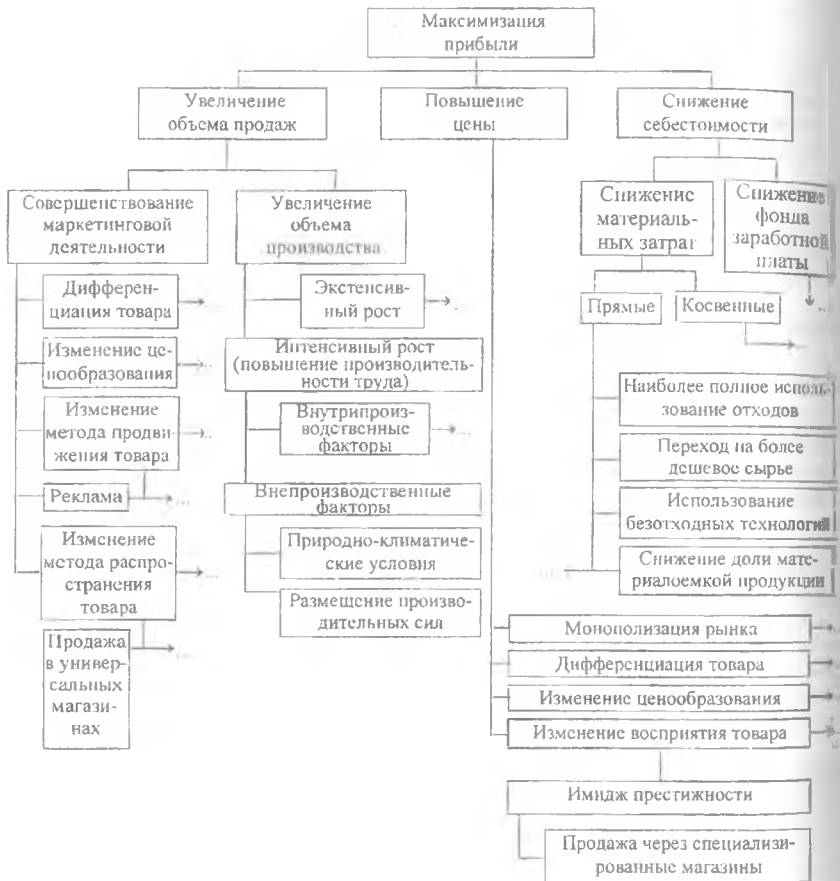 Максимизация
прибыли
Увеличение
объема продаж
Повышение
цены
Снижение
себестоимости
Совершенствование
маркетинговой
деятельности
Увеличение
объема
производства
Снижение
материаль-
ных затрат
Снижение
фонда
заработной
платы
Дифферен-
циация товара
...
Изменение це-
нообразования
...
Изменение
метода продви-
жения товара
...
Реклама
...
Изменение
метода распро-
странения
товара
...
Продажа
в универ-
сальных
магази-
нах
...
Экстенсив-
ный рост
...
Интенсивный рост
(повышение производитель-
ности труда)
Внутрипроиз-
водственные
факторы
...
Внепроизводственные
факторы
Природно-климатиче-
ские условия
Размещение произво-
дительных сил
Прямые
Косвенные
...
...
Наиболее полное исполь-
зование отходов
Переход на более
дешевое сырье
Использование
безотходных технологий
Снижение доли мате-
риалоемкой продукции
...
Монополизация рынка
Дифференциация товара
Изменение ценообразования
Изменение восприятия товара
Имидж престижности
Продажа через специализи-
рованные магазины